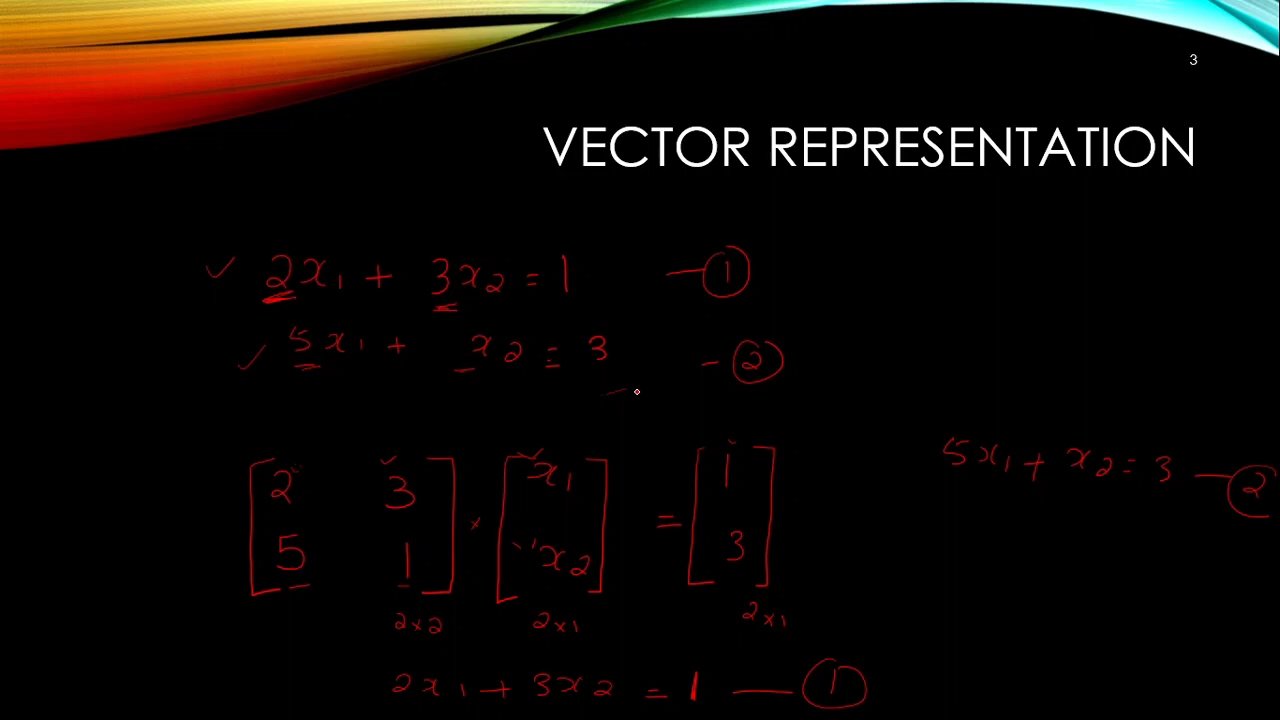 3
VECTOR REPRESENTATION
2x₁ + 3x₂ = 1 — ①
5x₁ + x₂ = 3 - ②
[2 3] × [x₁] = [1]
[5 1] [x₂] [3]
2×2 2×1 2×1
5x₁ + x₂ = 3 — ②
2x₁ + 3x₂ = 1 — ①